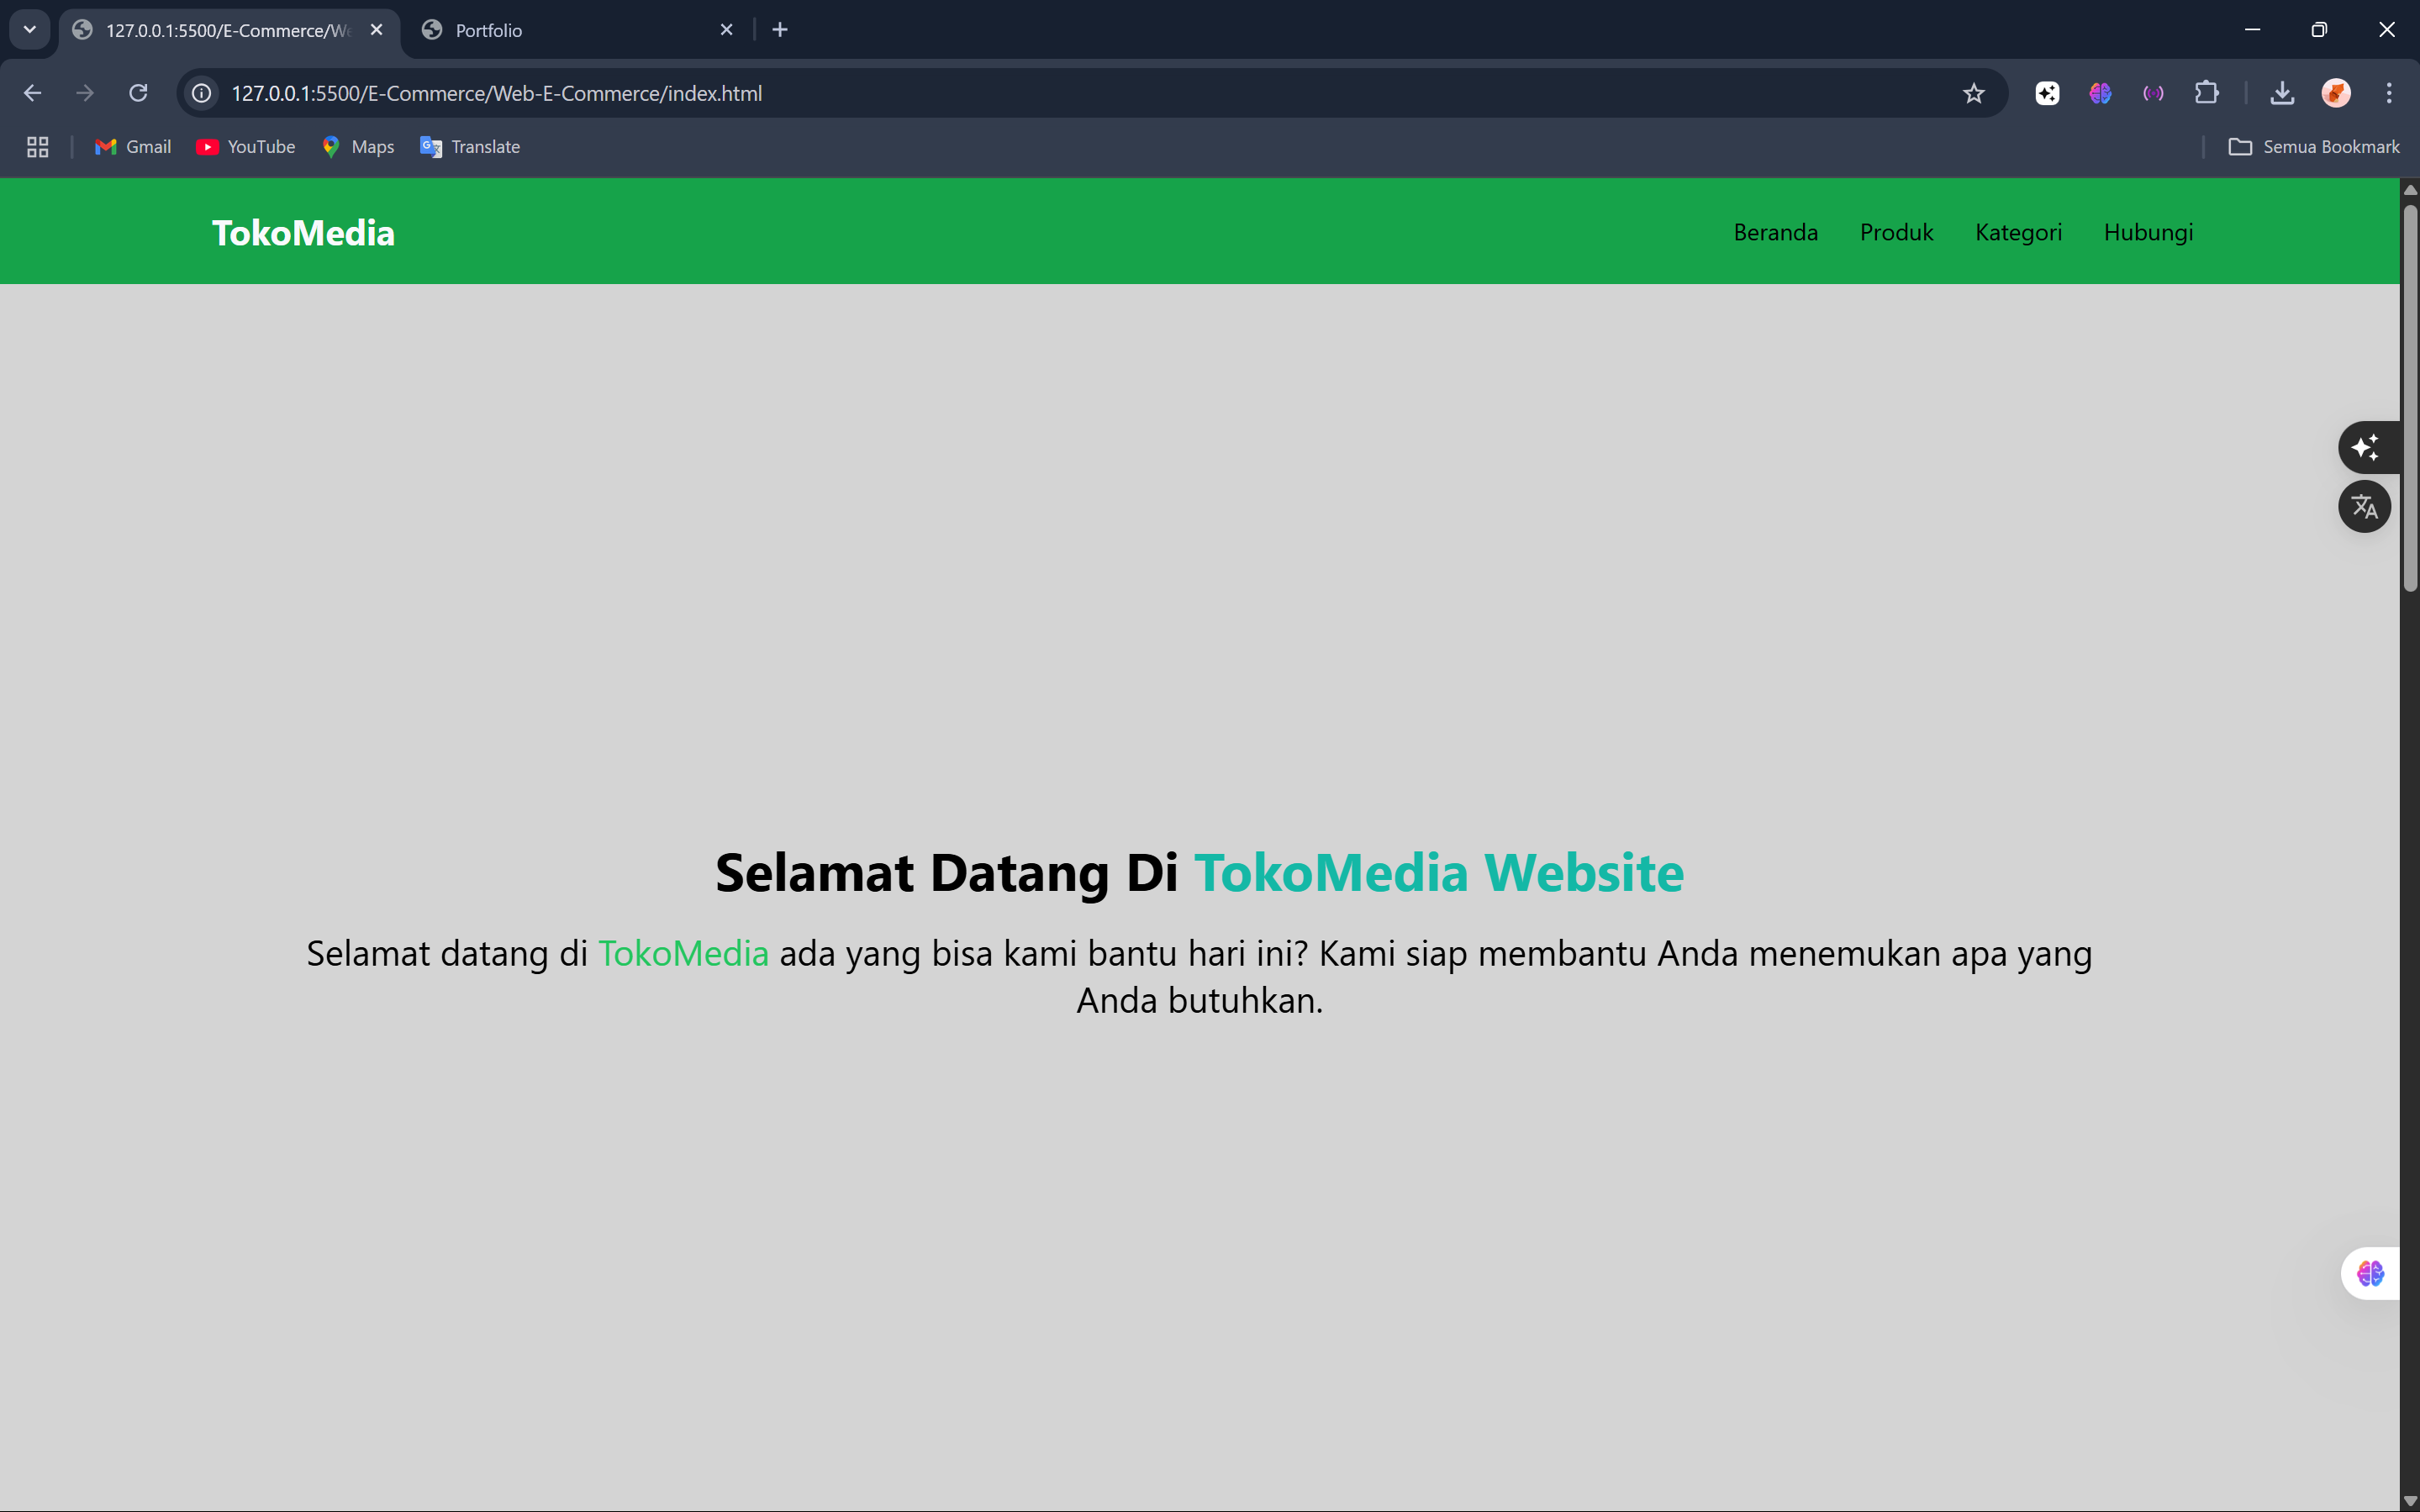 127.0.0.1:5500/E-Commerce/We
Portfolio
127.0.0.1:5500/E-Commerce/Web-E-Commerce/index.html
Gmail
YouTube
Maps
Translate
Semua Bookmark
TokoMedia
Beranda
Produk
Kategori
Hubungi
Selamat Datang Di TokoMedia Website
Selamat datang di TokoMedia ada yang bisa kami bantu hari ini? Kami siap membantu Anda menemukan apa yang
Anda butuhkan.